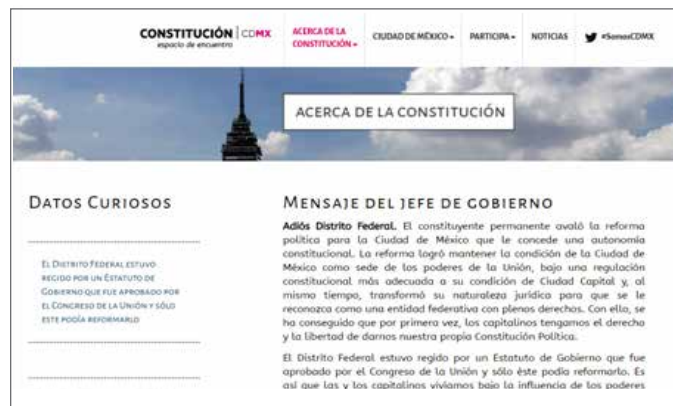 CONSTITUCIÓN | CDMX
espacio de encuentro
ACERCA DE LA
CONSTITUCIÓN
CIUDAD DE MÉXICO
PARTICIPA
NOTICIAS
#SomosCDMX
ACERCA DE LA CONSTITUCIÓN
DATOS CURIOSOS
EL DISTRITO FEDERAL ESTUVO
REGIDO POR UN ESTATUTO DE
GOBIERNO QUE FUE APROBADO POR
EL CONGRESO DE LA UNIÓN Y SÓLO
ESTE PODÍA REFORMARLO
MENSAJE DEL JEFE DE GOBIERNO
Adiós Distrito Federal. El constituyente permanente avaló la reforma
política para la Ciudad de México que le concede una autonomía
constitucional. La reforma logró mantener la condición de la Ciudad de
México como sede de los poderes de la Unión, bajo una regulación
constitucional más adecuada a su condición de Ciudad Capital y, al
mismo tiempo, transformó su naturaleza jurídica para que se le
reconozca como una entidad federativa con plenos derechos. Con ello, se
ha conseguido que por primera vez, los capitalinos tengamos el derecho
y la libertad de darnos nuestra propia Constitución Política.
El Distrito Federal estuvo regido por un Estatuto de Gobierno que fue
aprobado por el Congreso de la Unión y sólo éste podía reformarlo. Es
así que las y los capitalinos vivíamos bajo la influencia de los poderes